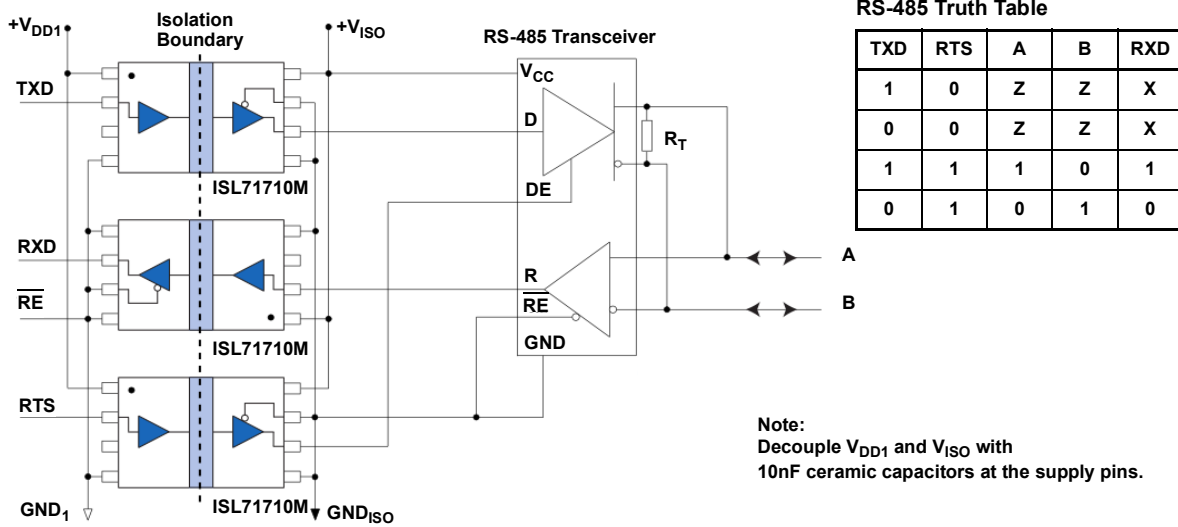 RS-485 Truth Table
TXD RTS A B RXD
1 0 Z Z X
0 0 Z Z X
1 1 1 0 1
0 1 0 1 0
+VDD1
Isolation
Boundary
+VISO
RS-485 Transceiver
TXD
VCC
D
RT
DE
ISL71710M
RXD
R
RE
RE
GND
ISL71710M
A
B
RTS
ISL71710M
GND1
GNDISO
Note:
Decouple VDD1 and VISO with
10nF ceramic capacitors at the supply pins.